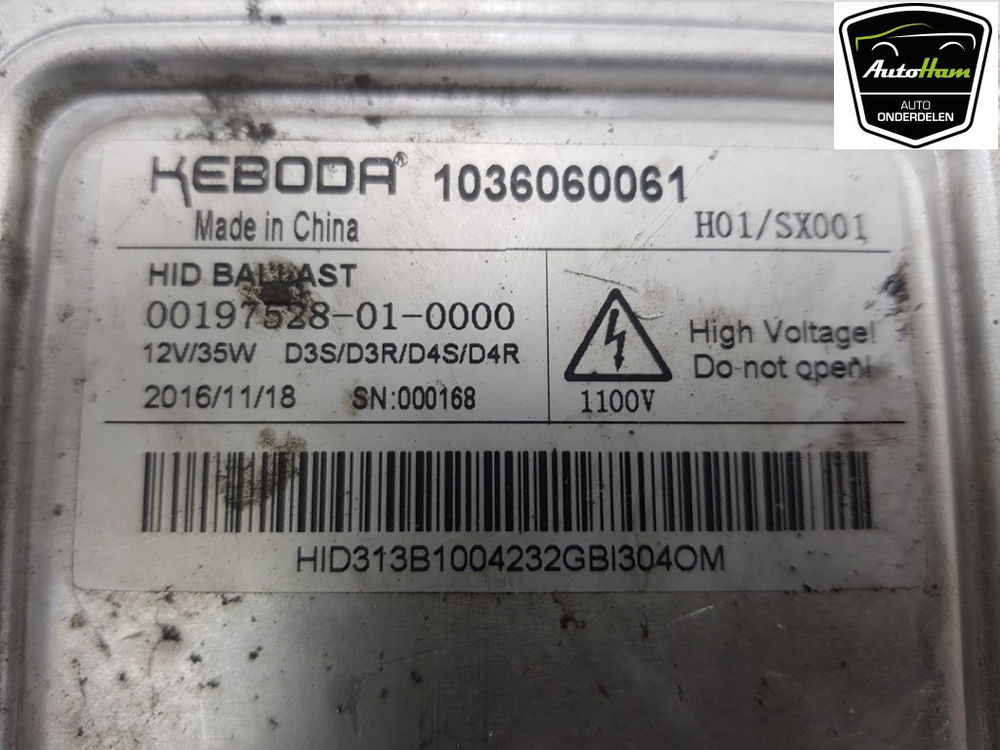 AutoHam
AUTO
ONDERDELEN
KEBODA® 1036060061
Made in China
H01/SX001
HID BALLAST
00197528-01-0000
12V/35W D3S/D3R/D4S/D4R
2016/11/18 SN:000168
High Voltage!
Do not open!
1100V
HID313B1004232GBI304OM